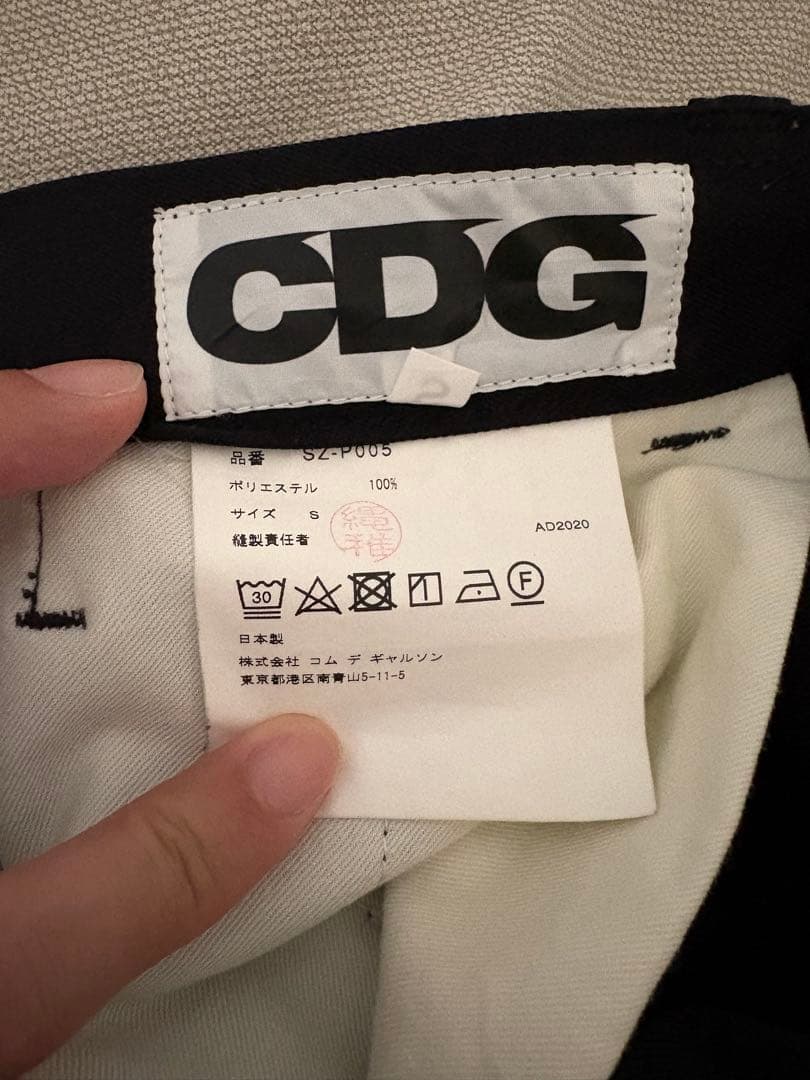 CDG
品番 SZ-P005
ポリエステル 100%
サイズ S
縫製責任者
AD2020
30
F
日本製
株式会社 コム デ ギャルソン
東京都港区南青山5-11-5